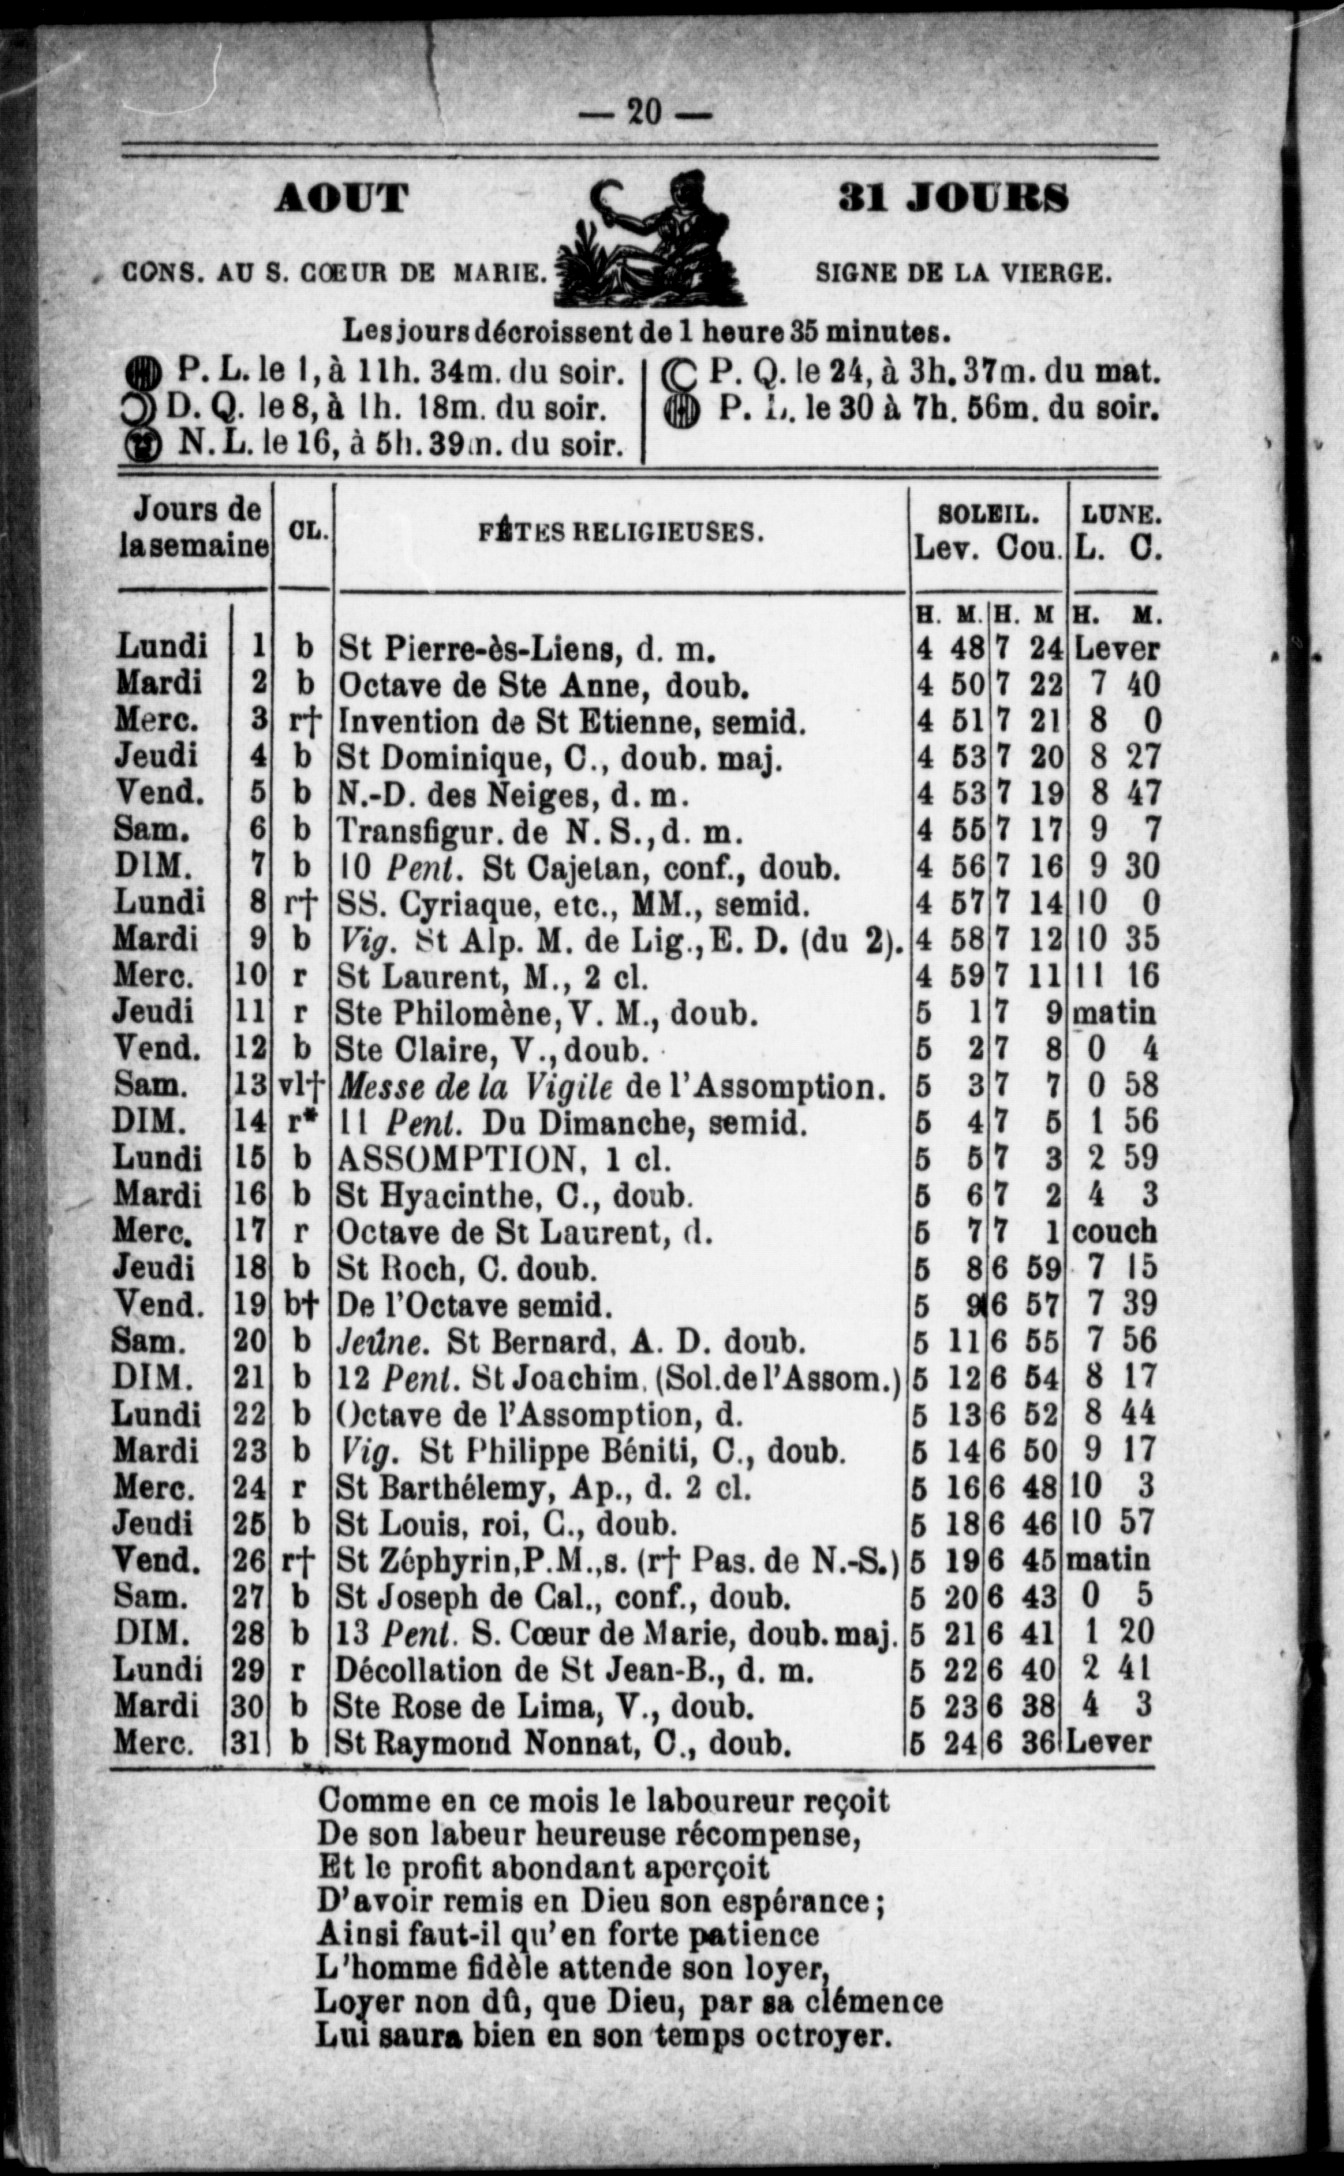 — 20 —
AOUT 31 JOURS
CONS. AU S. CŒUR DE MARIE. SIGNE DE LA VIERGE.
Les jours décroissent de 1 heure 35 minutes.
P. L. le 1, à 11h. 34m. du soir.
D. Q. le 8, à 1h. 18m. du soir.
N. L. le 16, à 5h. 39m. du soir.
P. Q. le 24, à 3h. 37m. du mat.
P. L. le 30 à 7h. 56m. du soir.
Jours de la semaine CL. FÊTES RELIGIEUSES. SOLEIL. Lev. Cou. LUNE. L. C.
H. M. H. M H. M.
Lundi 1 b St Pierre-ès-Liens, d. m. 4 48 7 24 Lever
Mardi 2 b Octave de Ste Anne, doub. 4 50 7 22 7 40
Merc. 3 r† Invention de St Etienne, semid. 4 51 7 21 8 0
Jeudi 4 b St Dominique, C., doub. maj. 4 53 7 20 8 27
Vend. 5 b N.-D. des Neiges, d. m. 4 53 7 19 8 47
Sam. 6 b Transfigur. de N. S., d. m. 4 55 7 17 9 7
DIM. 7 b 10 Pent. St Cajetan, conf., doub. 4 56 7 16 9 30
Lundi 8 r† SS. Cyriaque, etc., MM., semid. 4 57 7 14 10 0
Mardi 9 b Vig. St Alp. M. de Lig., E. D. (du 2). 4 58 7 12 10 35
Merc. 10 r St Laurent, M., 2 cl. 4 59 7 11 11 16
Jeudi 11 r Ste Philomène, V. M., doub. 5 1 7 9 matin
Vend. 12 b Ste Claire, V., doub. 5 2 7 8 0 4
Sam. 13 vl† Messe de la Vigile de l'Assomption. 5 3 7 7 0 58
DIM. 14 r* 11 Pent. Du Dimanche, semid. 5 4 7 5 1 56
Lundi 15 b ASSOMPTION, 1 cl. 5 5 7 3 2 59
Mardi 16 b St Hyacinthe, C., doub. 5 6 7 2 4 3
Merc. 17 r Octave de St Laurent, d. 5 7 7 1 couch
Jeudi 18 b St Roch, C. doub. 5 8 6 59 7 15
Vend. 19 b† De l'Octave semid. 5 9 6 57 7 39
Sam. 20 b Jeûne. St Bernard, A. D. doub. 5 11 6 55 7 56
DIM. 21 b 12 Pent. St Joachim, (Sol. de l'Assom.) 5 12 6 54 8 17
Lundi 22 b Octave de l'Assomption, d. 5 13 6 52 8 44
Mardi 23 b Vig. St Philippe Béniti, C., doub. 5 14 6 50 9 17
Merc. 24 r St Barthélemy, Ap., d. 2 cl. 5 16 6 48 10 3
Jeudi 25 b St Louis, roi, C., doub. 5 18 6 46 10 57
Vend. 26 r† St Zéphyrin, P. M., s. (r† Pas. de N.-S.) 5 19 6 45 matin
Sam. 27 b St Joseph de Cal., conf., doub. 5 20 6 43 0 5
DIM. 28 b 13 Pent. S. Cœur de Marie, doub. maj. 5 21 6 41 1 20
Lundi 29 r Décollation de St Jean-B., d. m. 5 22 6 40 2 41
Mardi 30 b Ste Rose de Lima, V., doub. 5 23 6 38 4 3
Merc. 31 b St Raymond Nonnat, C., doub. 5 24 6 36 Lever
Comme en ce mois le laboureur reçoit
De son labeur heureuse récompense,
Et le profit abondant aperçoit
D'avoir remis en Dieu son espérance;
Ainsi faut-il qu'en forte patience
L'homme fidèle attende son loyer,
Loyer non dû, que Dieu, par sa clémence
Lui saura bien en son temps octroyer.